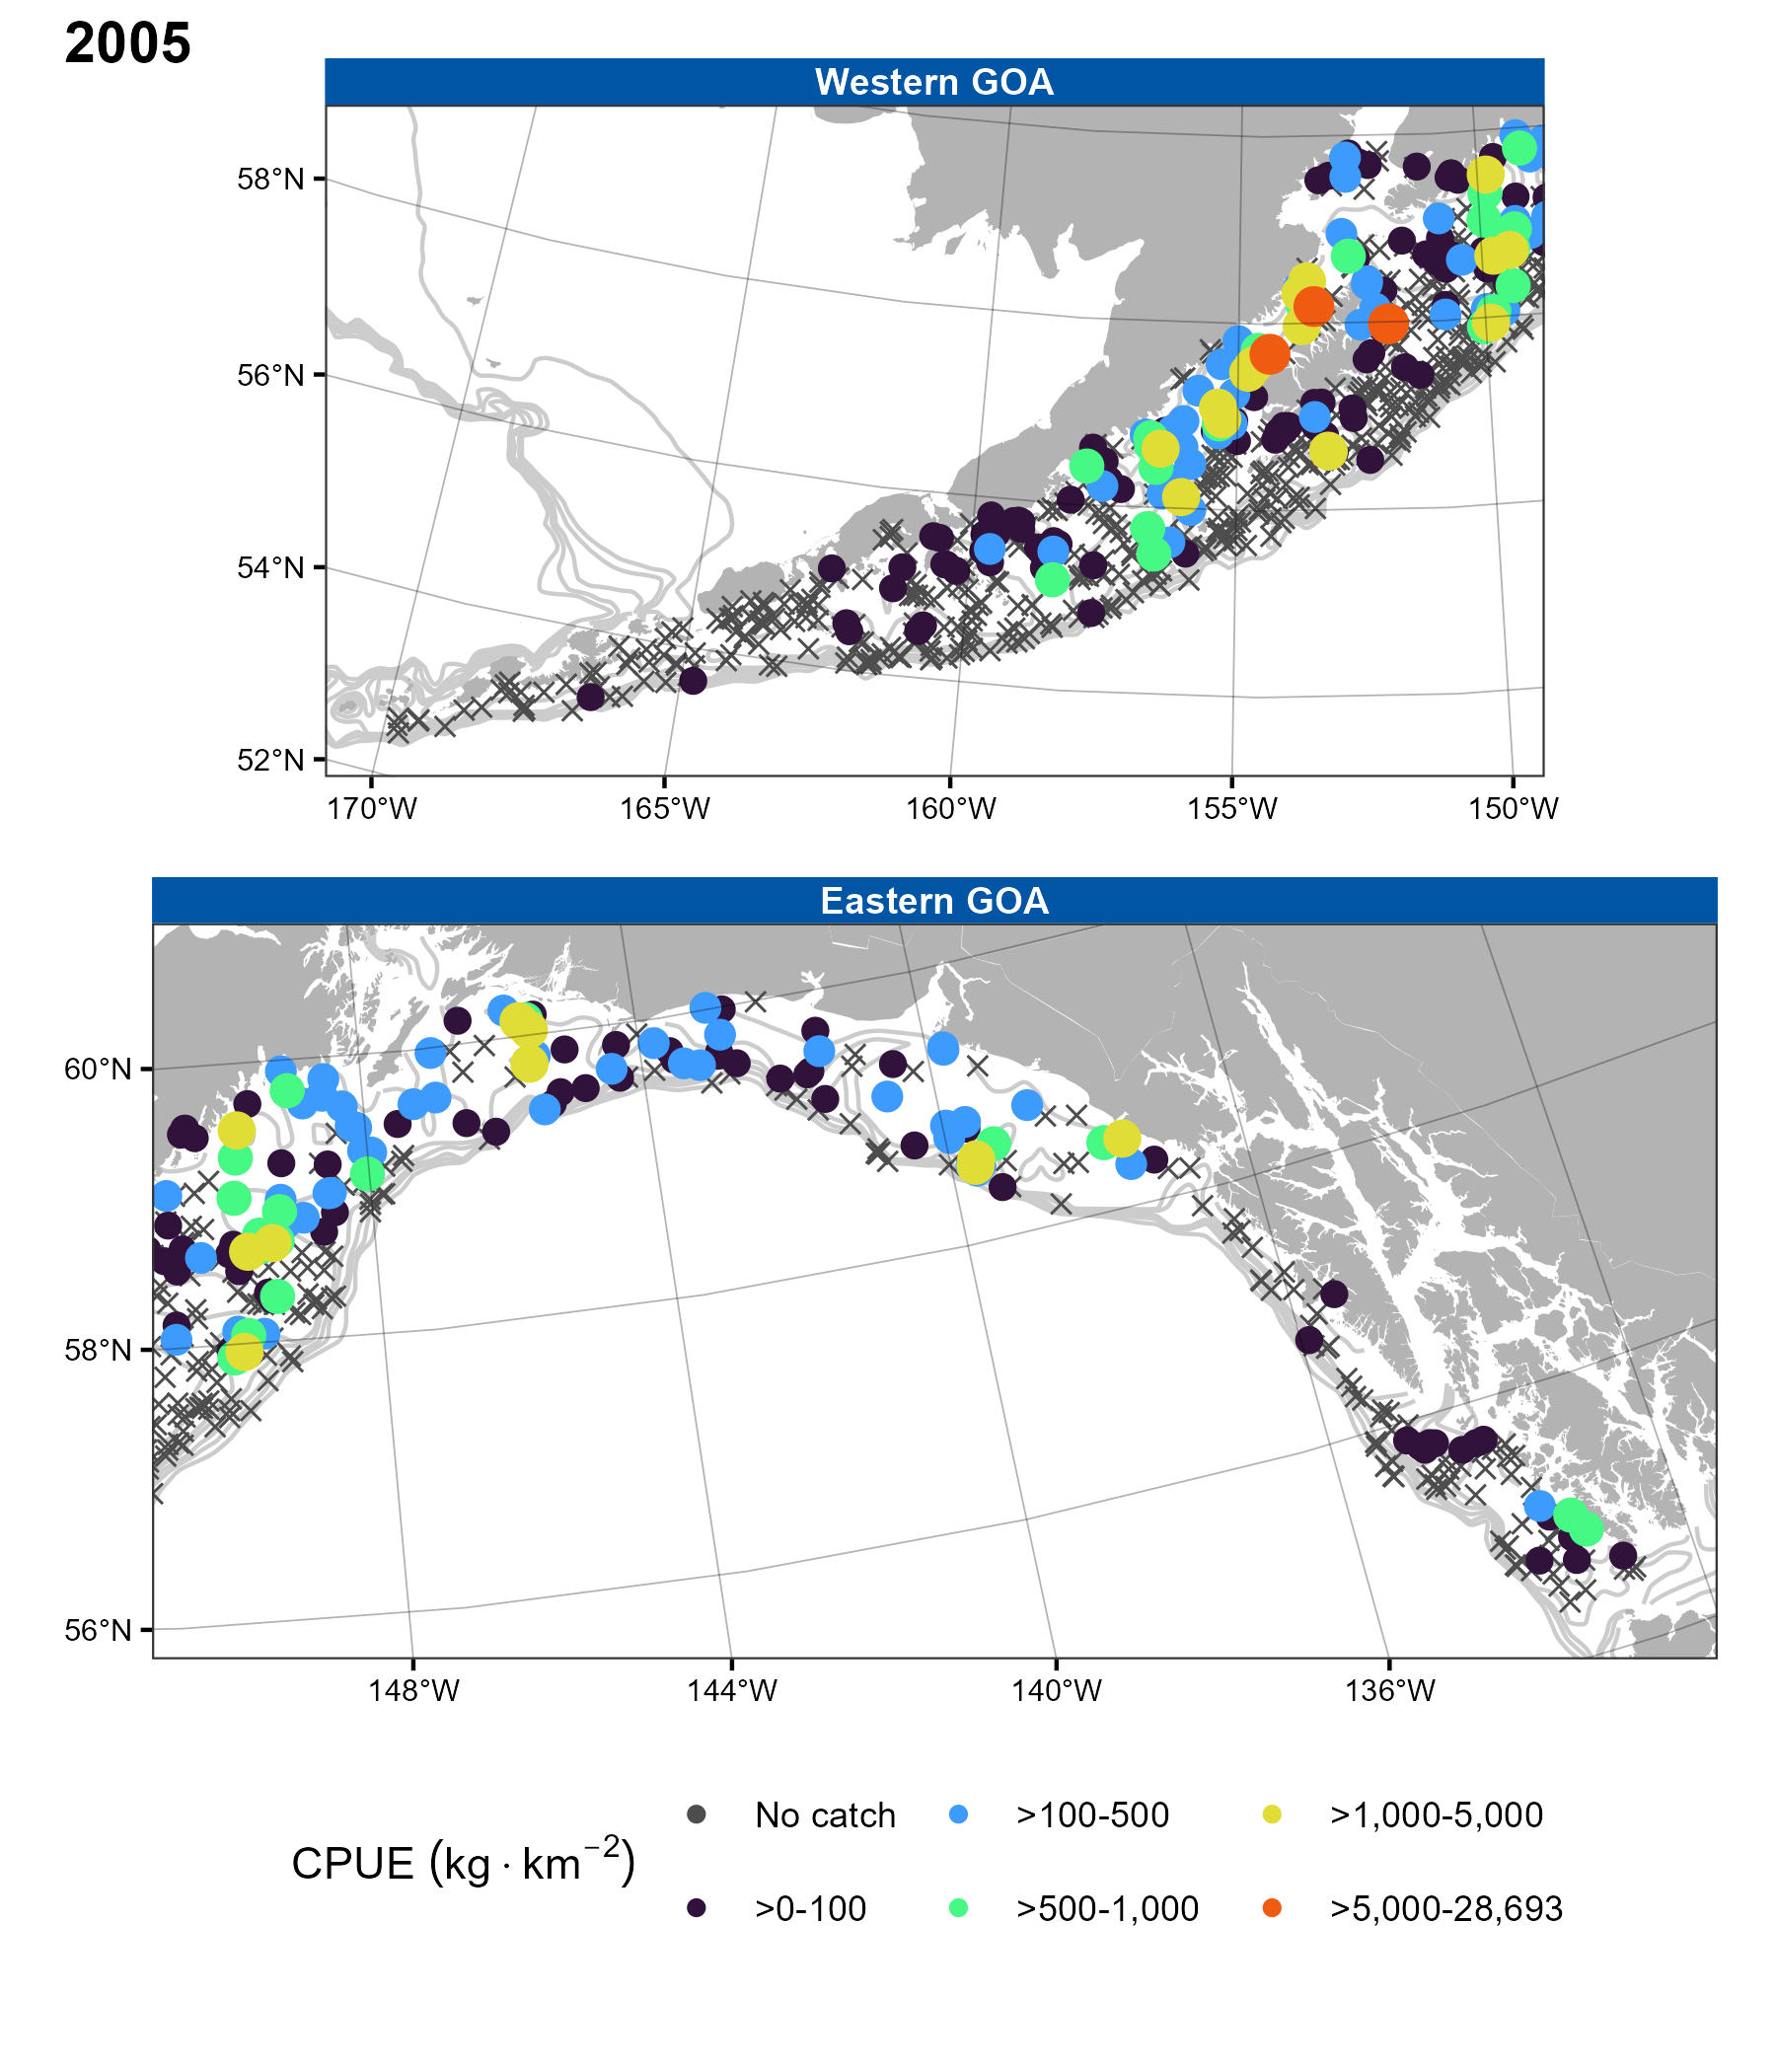 2005
Western GOA
58°N
56°N
54°N
52°N
170°W 165°W 160°W 155°W 150°W
Eastern GOA
60°N
58°N
56°N
148°W 144°W 140°W 136°W
CPUE (kg · km⁻²)
No catch >100-500 >1,000-5,000
>0-100 >500-1,000 >5,000-28,693